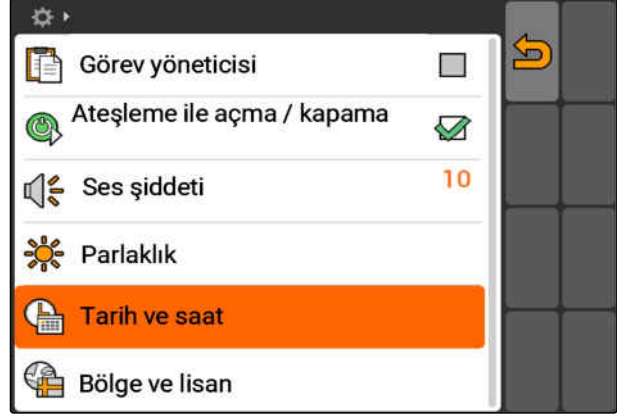 Görev yöneticisi
Ateşleme ile açma / kapama
Ses şiddeti 10
Parlaklık
Tarih ve saat
Bölge ve lisan